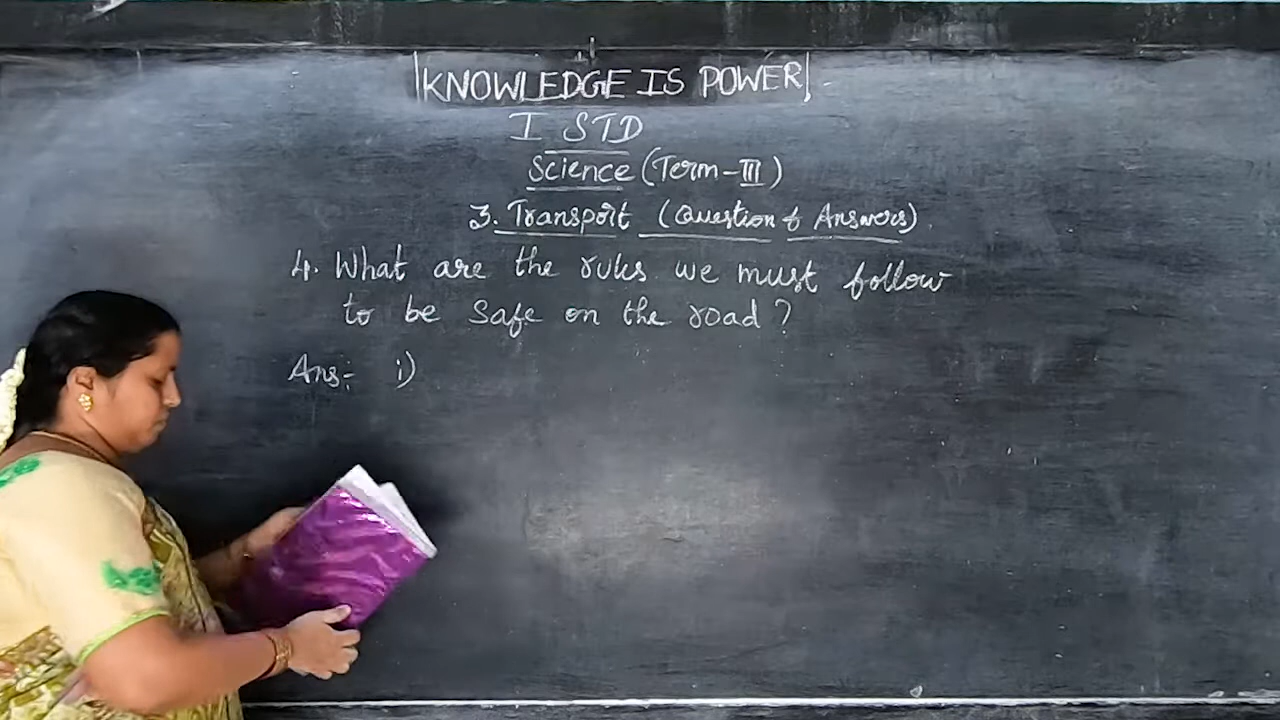 KNOWLEDGE IS POWER
I STD
Science (Term-III)
3. Transport (Question & Answers)
4. What are the rules we must follow
to be safe on the road?
Ans:- i)